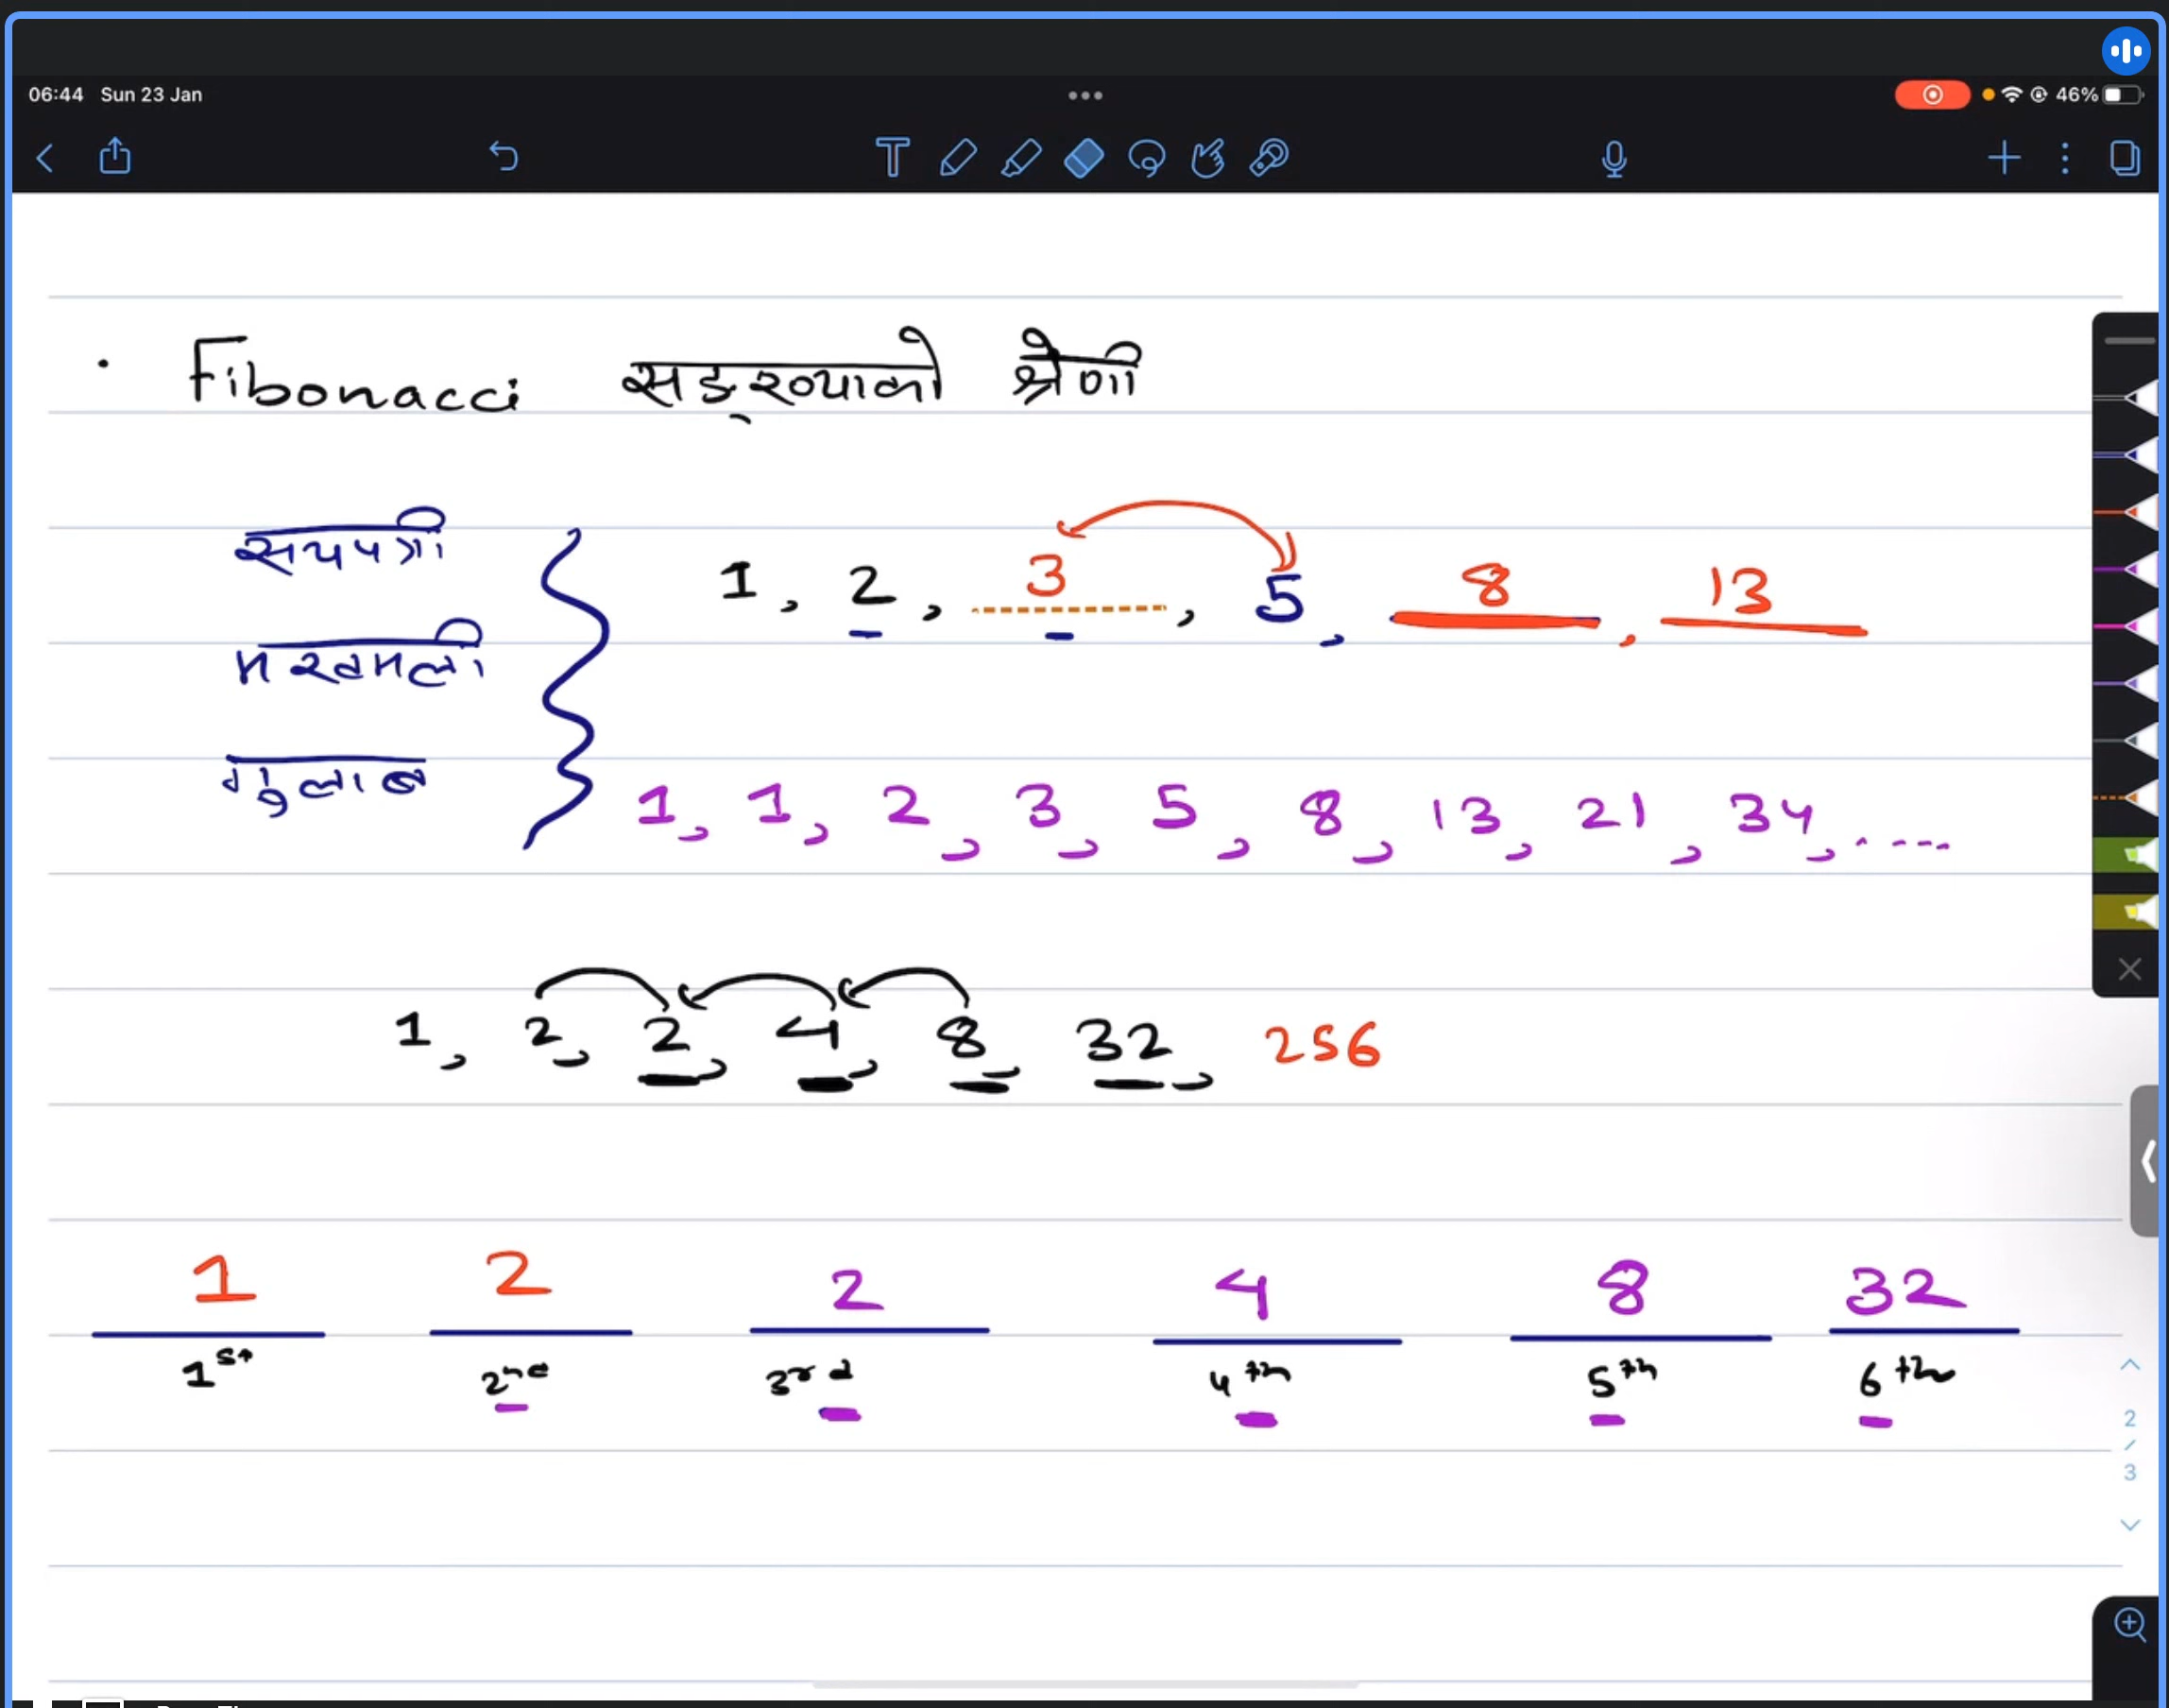 06:44 Sun 23 Jan
46%
· Fibonacci सङ्ख्याको श्रेणी
सयपत्री
मखमली
गुलाब
1, 2, 3, 5, 8, 13
1, 1, 2, 3, 5, 8, 13, 21, 34, ....
1, 2, 2, 4, 8, 32, 256
1 2 2 4 8 32
1st 2nd 3rd 4th 5th 6th
2
/
3